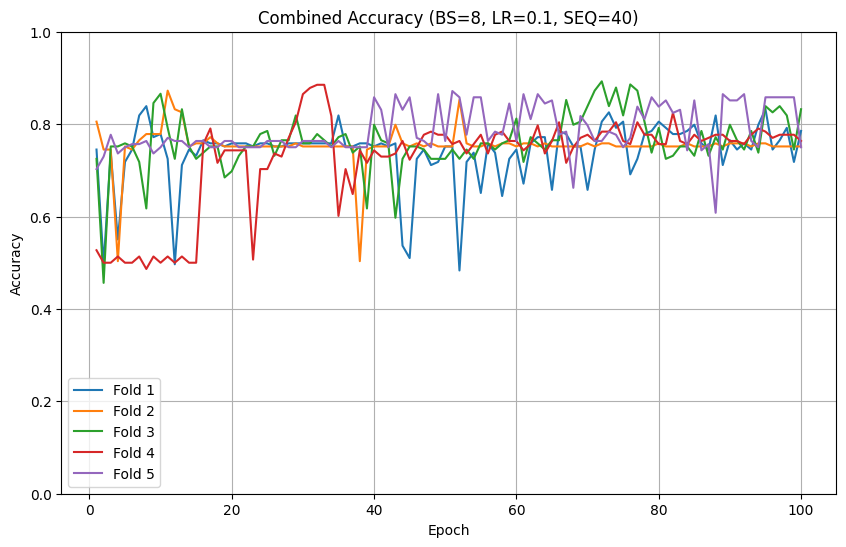 Combined Accuracy (BS=8, LR=0.1, SEQ=40)
1.0
0.8
0.6
0.4
0.2
0.0
Accuracy
Fold 1
Fold 2
Fold 3
Fold 4
Fold 5
0 20 40 60 80 100
Epoch